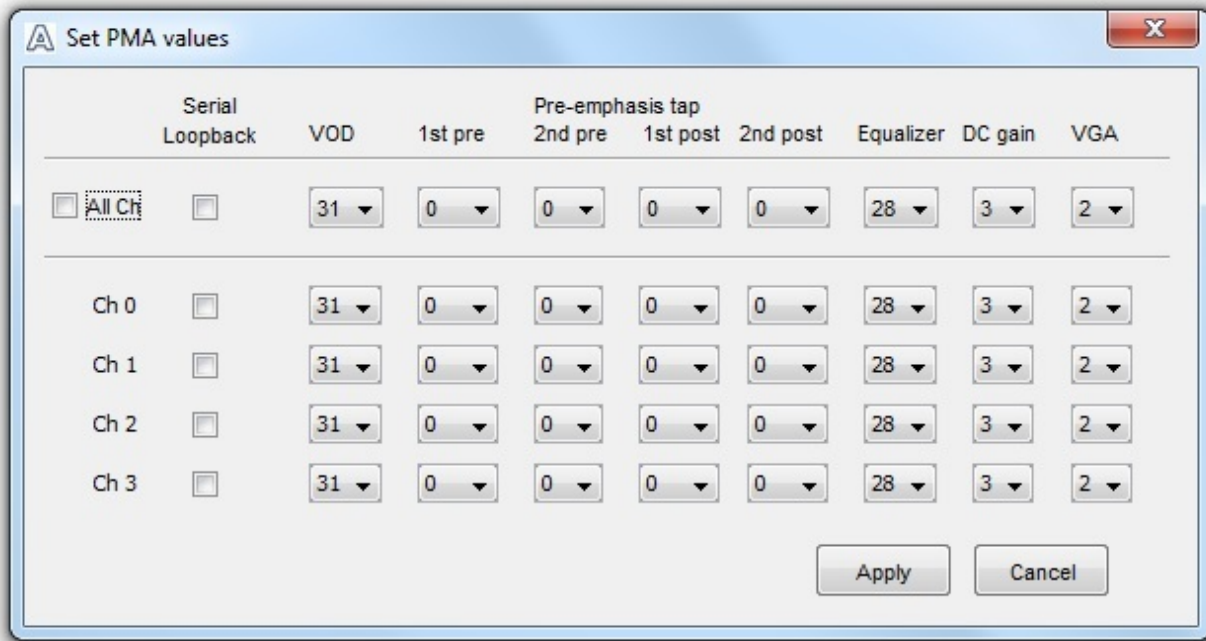 Set PMA values
Serial Pre-emphasis tap
Loopback VOD 1st pre 2nd pre 1st post 2nd post Equalizer DC gain VGA
All Ch 31 0 0 0 0 28 3 2
Ch 0 31 0 0 0 0 28 3 2
Ch 1 31 0 0 0 0 28 3 2
Ch 2 31 0 0 0 0 28 3 2
Ch 3 31 0 0 0 0 28 3 2
Apply Cancel